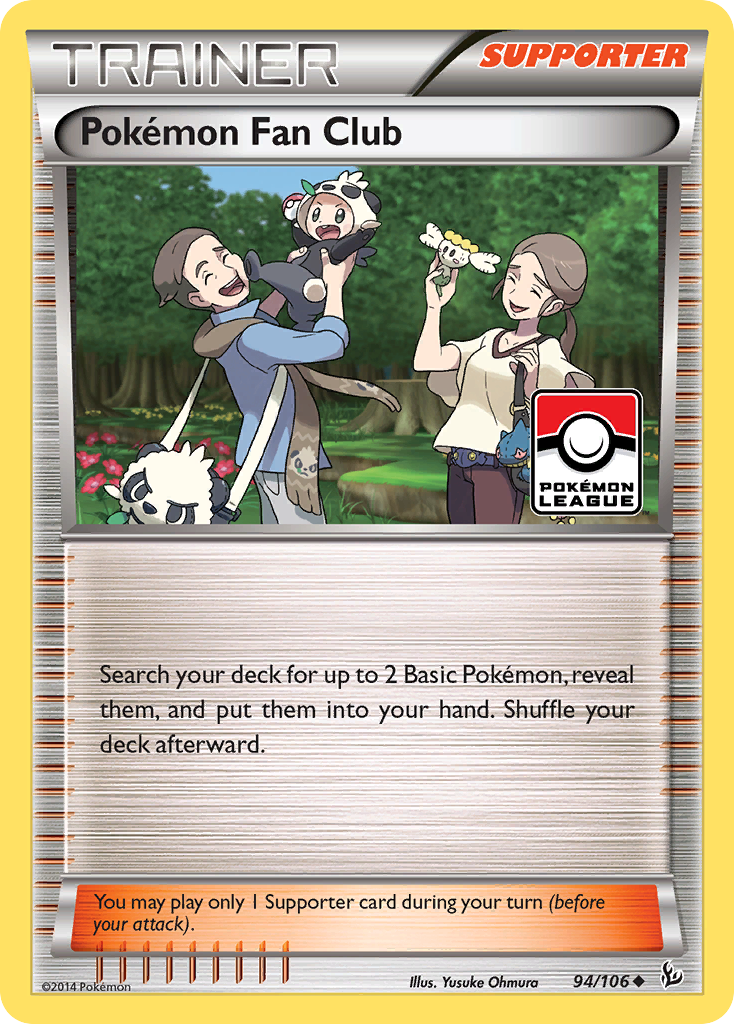 TRAINER
SUPPORTER
Pokémon Fan Club
POKÉMON
LEAGUE
Search your deck for up to 2 Basic Pokémon, reveal
them, and put them into your hand. Shuffle your
deck afterward.
You may play only 1 Supporter card during your turn (before
your attack).
©2014 Pokémon
Illus. Yusuke Ohmura
94/106